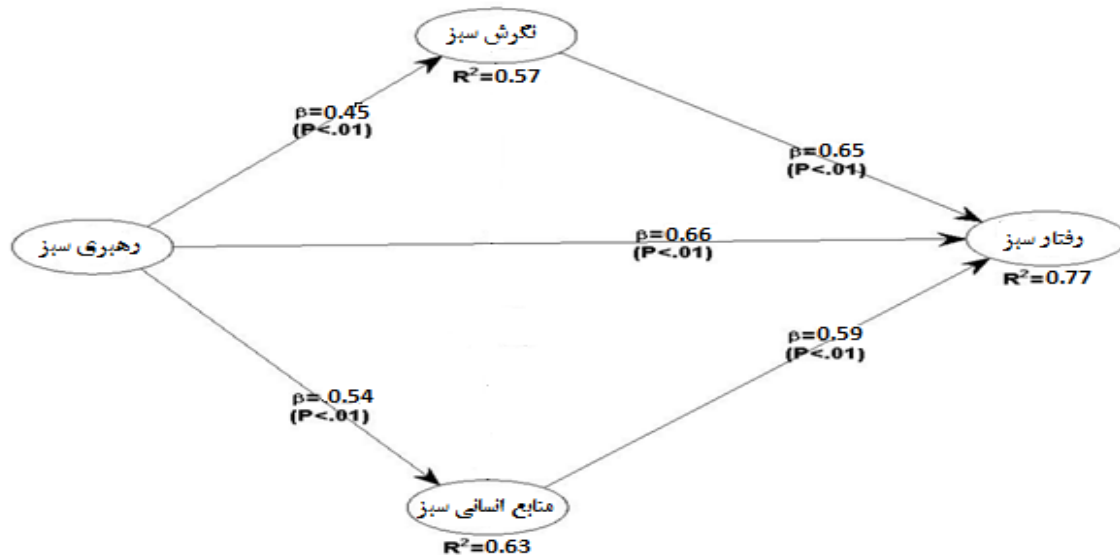 نگرش سبز
R²=0.57
β=0.45
(P<.01)
β=0.65
(P<.01)
رهبری سبز
β=0.66
(P<.01)
رفتار سبز
R²=0.77
β=0.59
(P<.01)
β=.0.54
(P<.01)
منابع انسانی سبز
R²=0.63